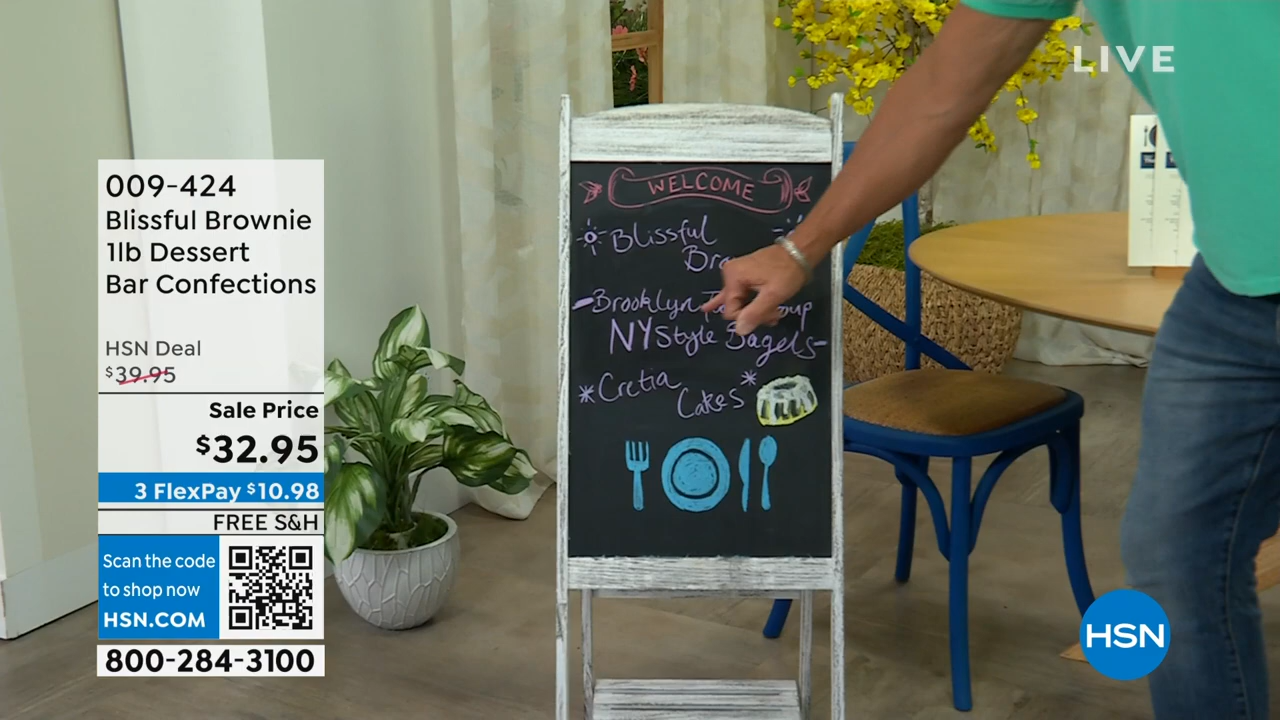 LIVE
009-424
Blissful Brownie
1lb Dessert
Bar Confections
HSN Deal
$39.95
Sale Price
$32.95
3 FlexPay $10.98
FREE S&H
Scan the code
to shop now
HSN.COM
800-284-3100
WELCOME
Blissful
Brooklyn
NY Style Bagels
*Cretia
Cakes*
HSN